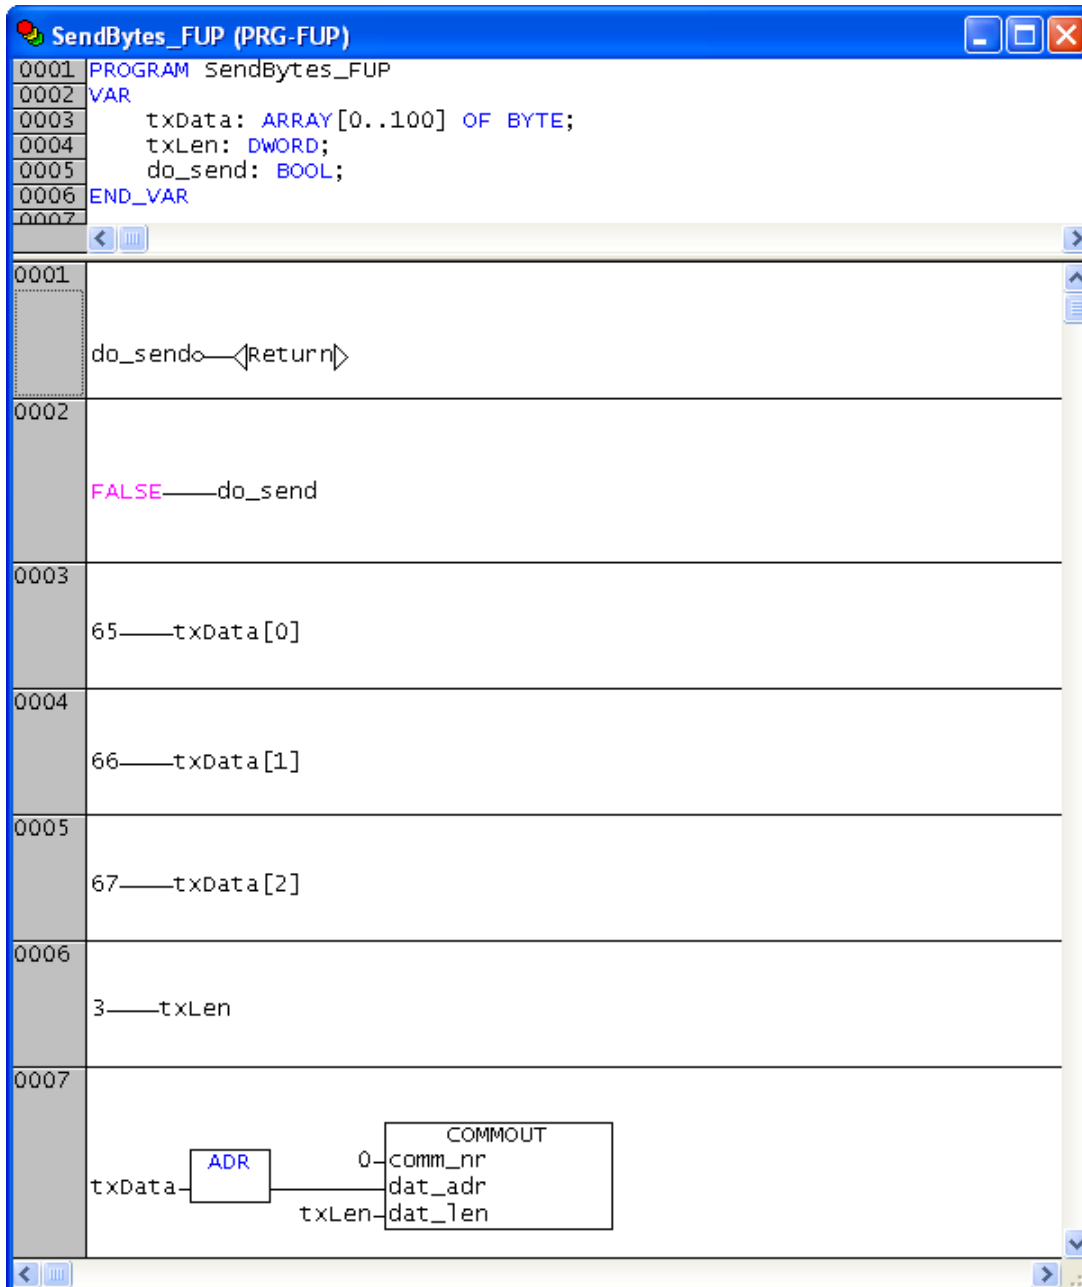 SendBytes_FUP (PRG-FUP)
0001 PROGRAM SendBytes_FUP
0002 VAR
0003 txData: ARRAY[0..100] OF BYTE;
0004 txLen: DWORD;
0005 do_send: BOOL;
0006 END_VAR
0007
0001
do_send Return
0002
FALSE do_send
0003
65 txData[0]
0004
66 txData[1]
0005
67 txData[2]
0006
3 txLen
0007
COMMOUT
ADR 0 comm_nr
txData dat_adr
txLen dat_len